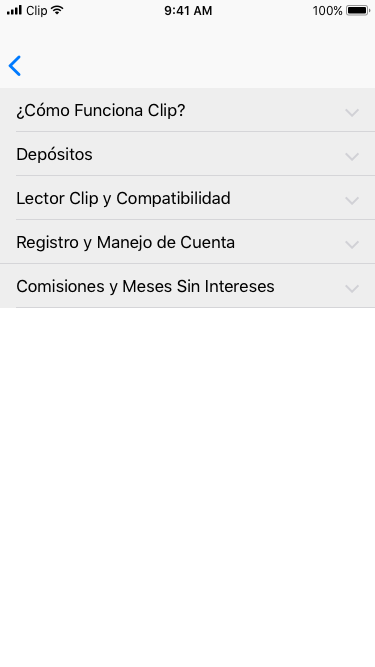 Clip 9:41 AM 100%
¿Cómo Funciona Clip?
Depósitos
Lector Clip y Compatibilidad
Registro y Manejo de Cuenta
Comisiones y Meses Sin Intereses